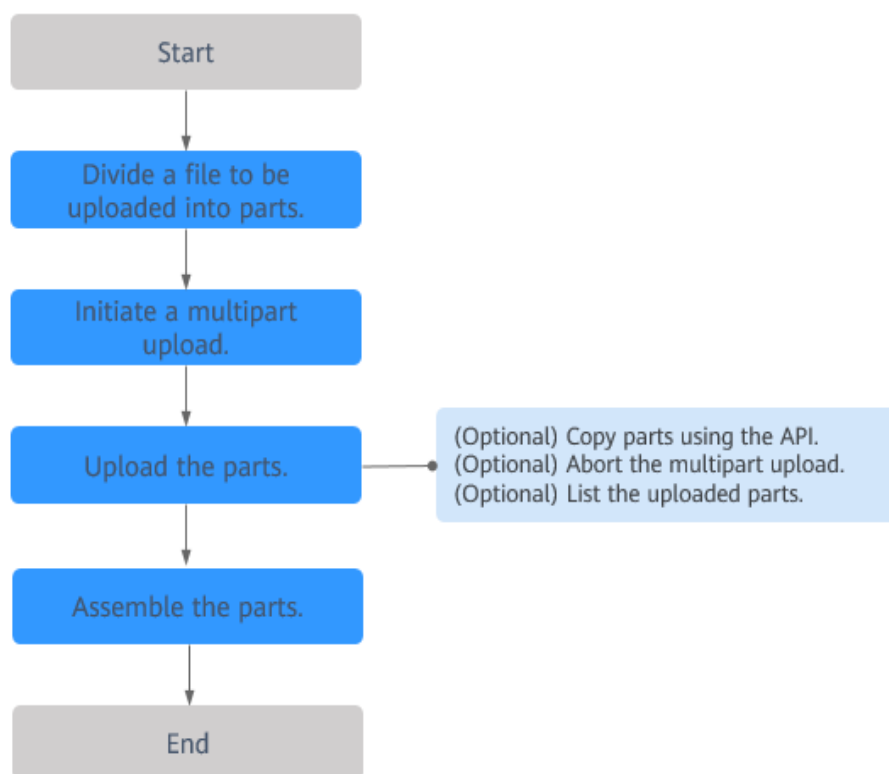 Start
Divide a file to be
uploaded into parts.
Initiate a multipart
upload.
Upload the parts.
(Optional) Copy parts using the API.
(Optional) Abort the multipart upload.
(Optional) List the uploaded parts.
Assemble the parts.
End